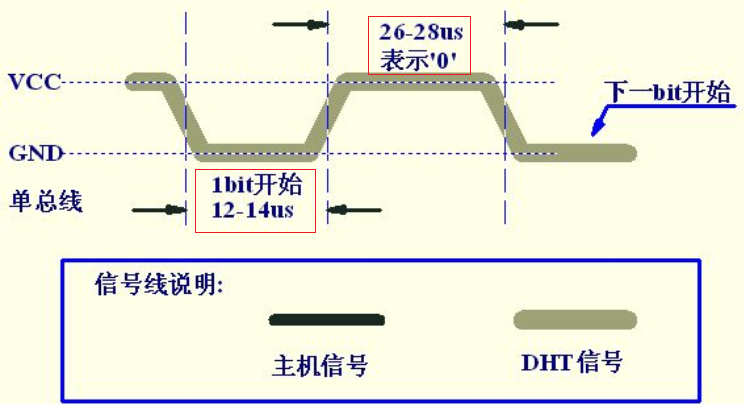 26-28us
表示'0'
VCC
下一bit开始
GND
1bit开始
12-14us
单总线
信号线说明:
主机信号
DHT信号